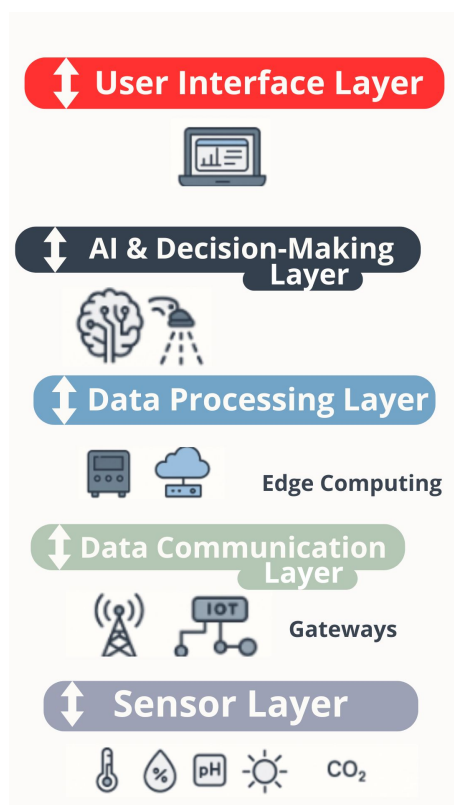 User Interface Layer
AI & Decision-Making
Layer
Data Processing Layer
Edge Computing
Data Communication
Layer
IOT
Gateways
Sensor Layer
% pH CO₂